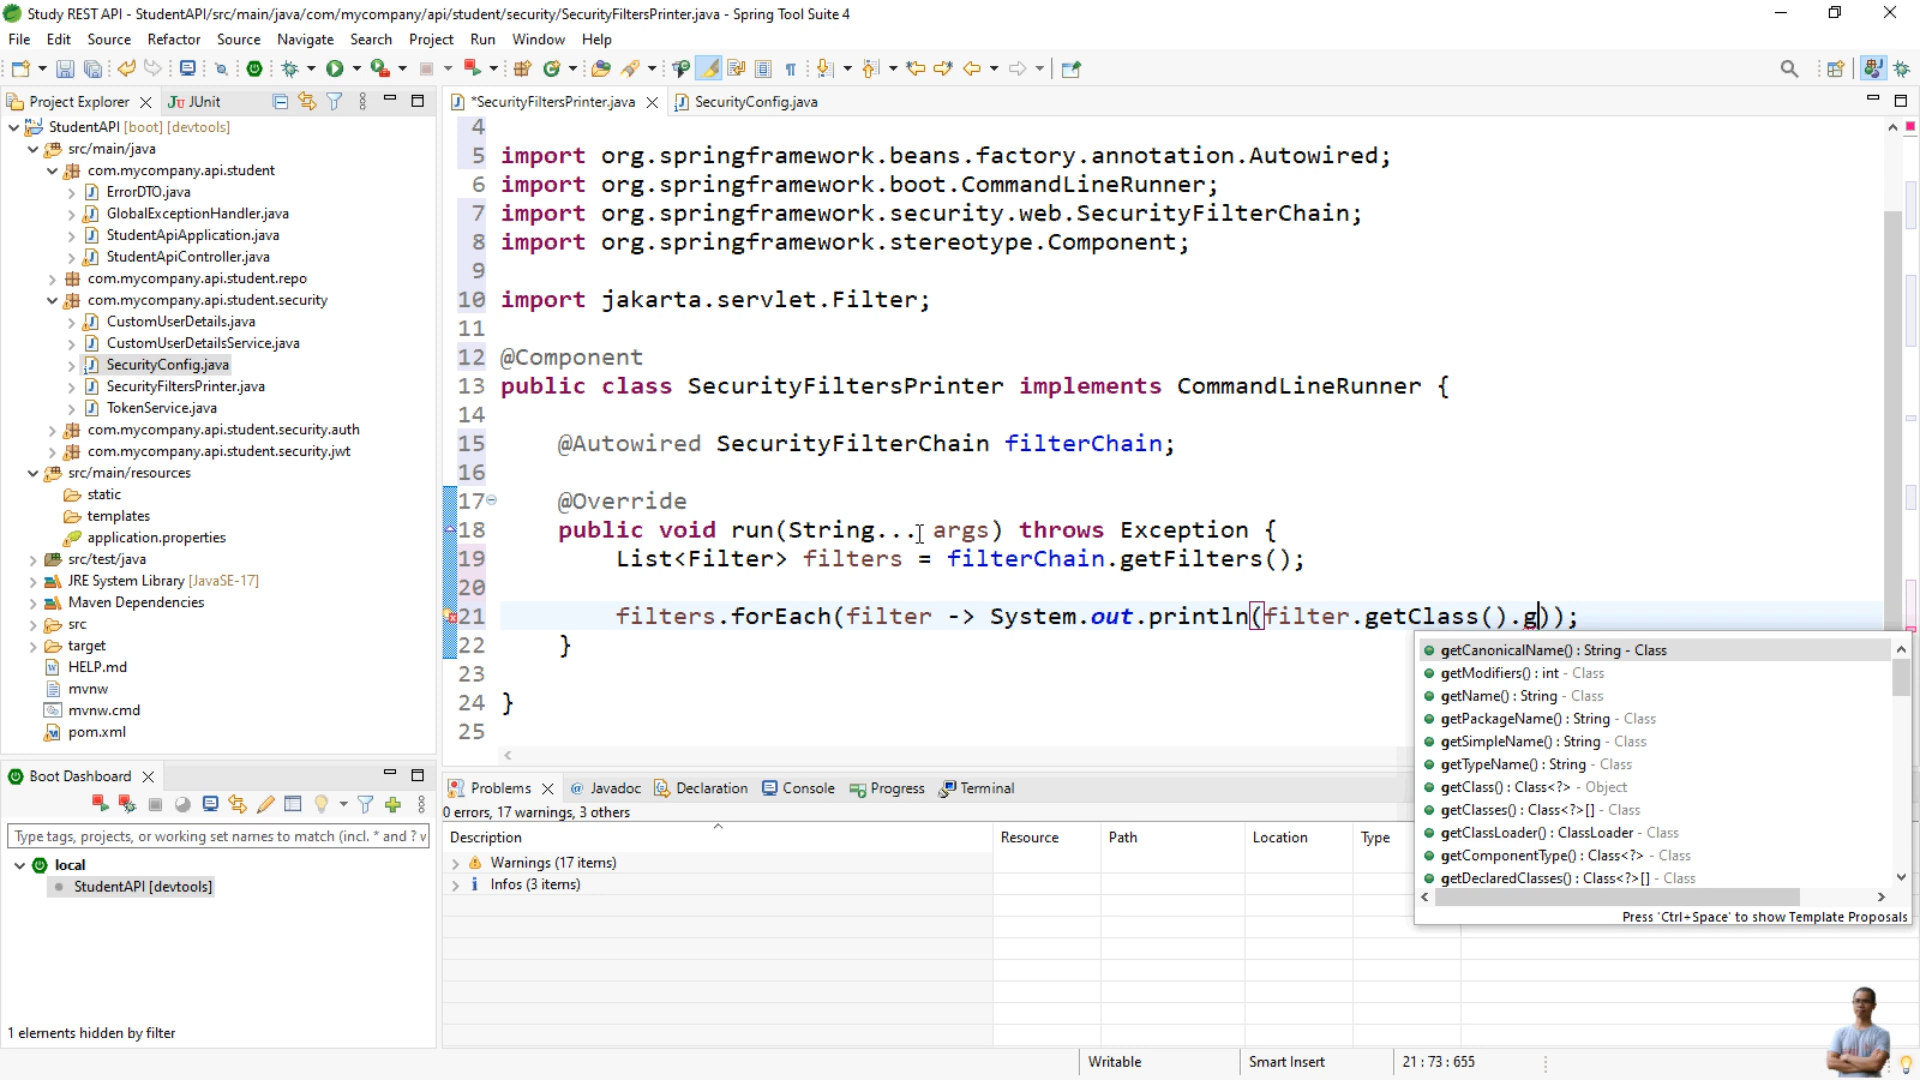 Study REST API - StudentAPI/src/main/java/com/mycompany/api/student/security/SecurityFiltersPrinter.java - Spring Tool Suite 4
File Edit Source Refactor Source Navigate Search Project Run Window Help
Project Explorer
JUnit
StudentAPI [boot] [devtools]
src/main/java
com.mycompany.api.student
ErrorDTO.java
GlobalExceptionHandler.java
StudentApiApplication.java
StudentApiController.java
com.mycompany.api.student.repo
com.mycompany.api.student.security
CustomUserDetails.java
CustomUserDetailsService.java
SecurityConfig.java
SecurityFiltersPrinter.java
TokenService.java
com.mycompany.api.student.security.auth
com.mycompany.api.student.security.jwt
src/main/resources
static
templates
application.properties
src/test/java
JRE System Library [JavaSE-17]
Maven Dependencies
src
target
HELP.md
mvnw
mvnw.cmd
pom.xml
Boot Dashboard
Type tags, projects, or working set names to match (incl. * and ? v
local
StudentAPI [devtools]
1 elements hidden by filter
*SecurityFiltersPrinter.java
SecurityConfig.java
4
5 import org.springframework.beans.factory.annotation.Autowired;
6 import org.springframework.boot.CommandLineRunner;
7 import org.springframework.security.web.SecurityFilterChain;
8 import org.springframework.stereotype.Component;
9
10 import jakarta.servlet.Filter;
11
12 @Component
13 public class SecurityFiltersPrinter implements CommandLineRunner {
14
15 @Autowired SecurityFilterChain filterChain;
16
17 @Override
18 public void run(String... args) throws Exception {
19 List<Filter> filters = filterChain.getFilters();
20
21 filters.forEach(filter -> System.out.println(filter.getClass().g));
22 }
23
24 }
25
getCanonicalName() : String - Class
getModifiers() : int - Class
getName() : String - Class
getPackageName() : String - Class
getSimpleName() : String - Class
getTypeName() : String - Class
getClass() : Class<?> - Object
getClasses() : Class<?>[] - Class
getClassLoader() : ClassLoader - Class
getComponentType() : Class<?> - Class
getDeclaredClasses() : Class<?>[] - Class
Press 'Ctrl+Space' to show Template Proposals
Problems
@ Javadoc
Declaration
Console
Progress
Terminal
0 errors, 17 warnings, 3 others
Description Resource Path Location Type
Warnings (17 items)
Infos (3 items)
Writable Smart Insert 21 : 73 : 655